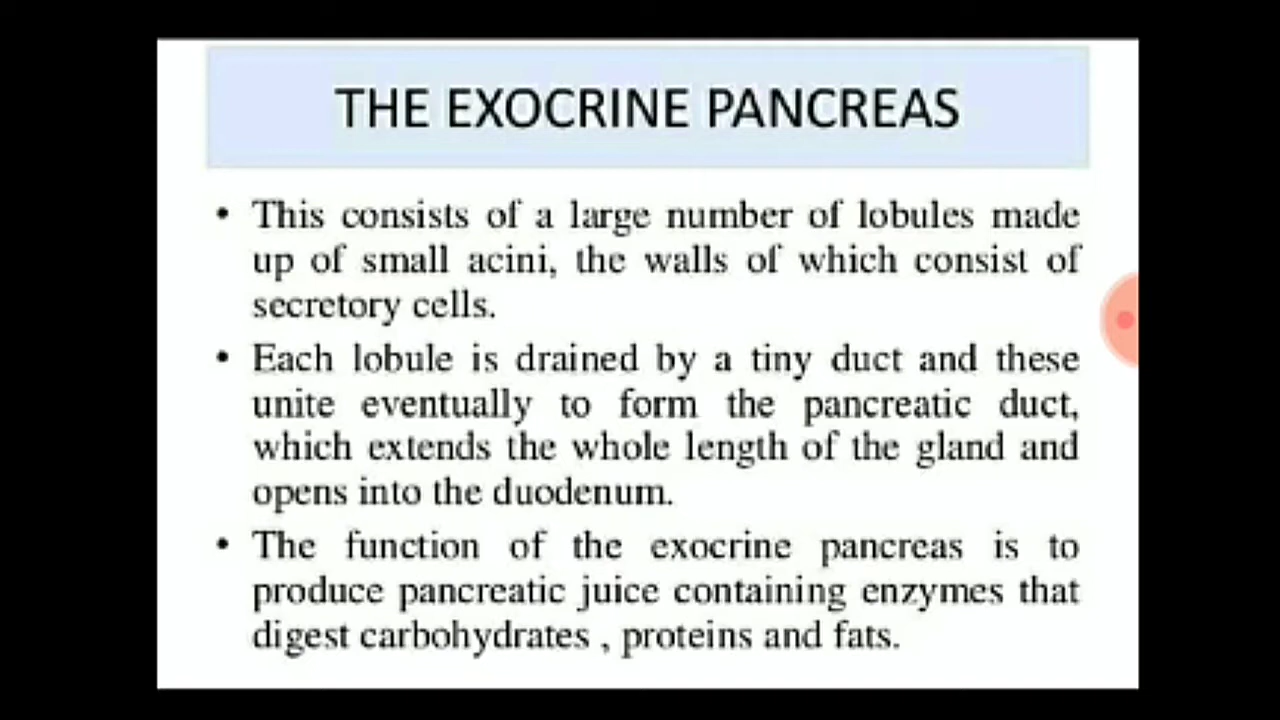 THE EXOCRINE PANCREAS
• This consists of a large number of lobules made
up of small acini, the walls of which consist of
secretory cells.
• Each lobule is drained by a tiny duct and these
unite eventually to form the pancreatic duct,
which extends the whole length of the gland and
opens into the duodenum.
• The function of the exocrine pancreas is to
produce pancreatic juice containing enzymes that
digest carbohydrates , proteins and fats.